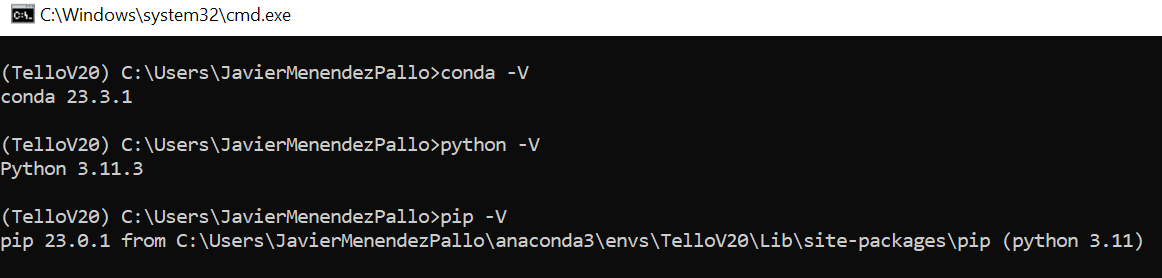 C:\Windows\system32\cmd.exe
(TelloV20) C:\Users\JavierMenendezPallo>conda -V
conda 23.3.1
(TelloV20) C:\Users\JavierMenendezPallo>python -V
Python 3.11.3
(TelloV20) C:\Users\JavierMenendezPallo>pip -V
pip 23.0.1 from C:\Users\JavierMenendezPallo\anaconda3\envs\TelloV20\Lib\site-packages\pip (python 3.11)